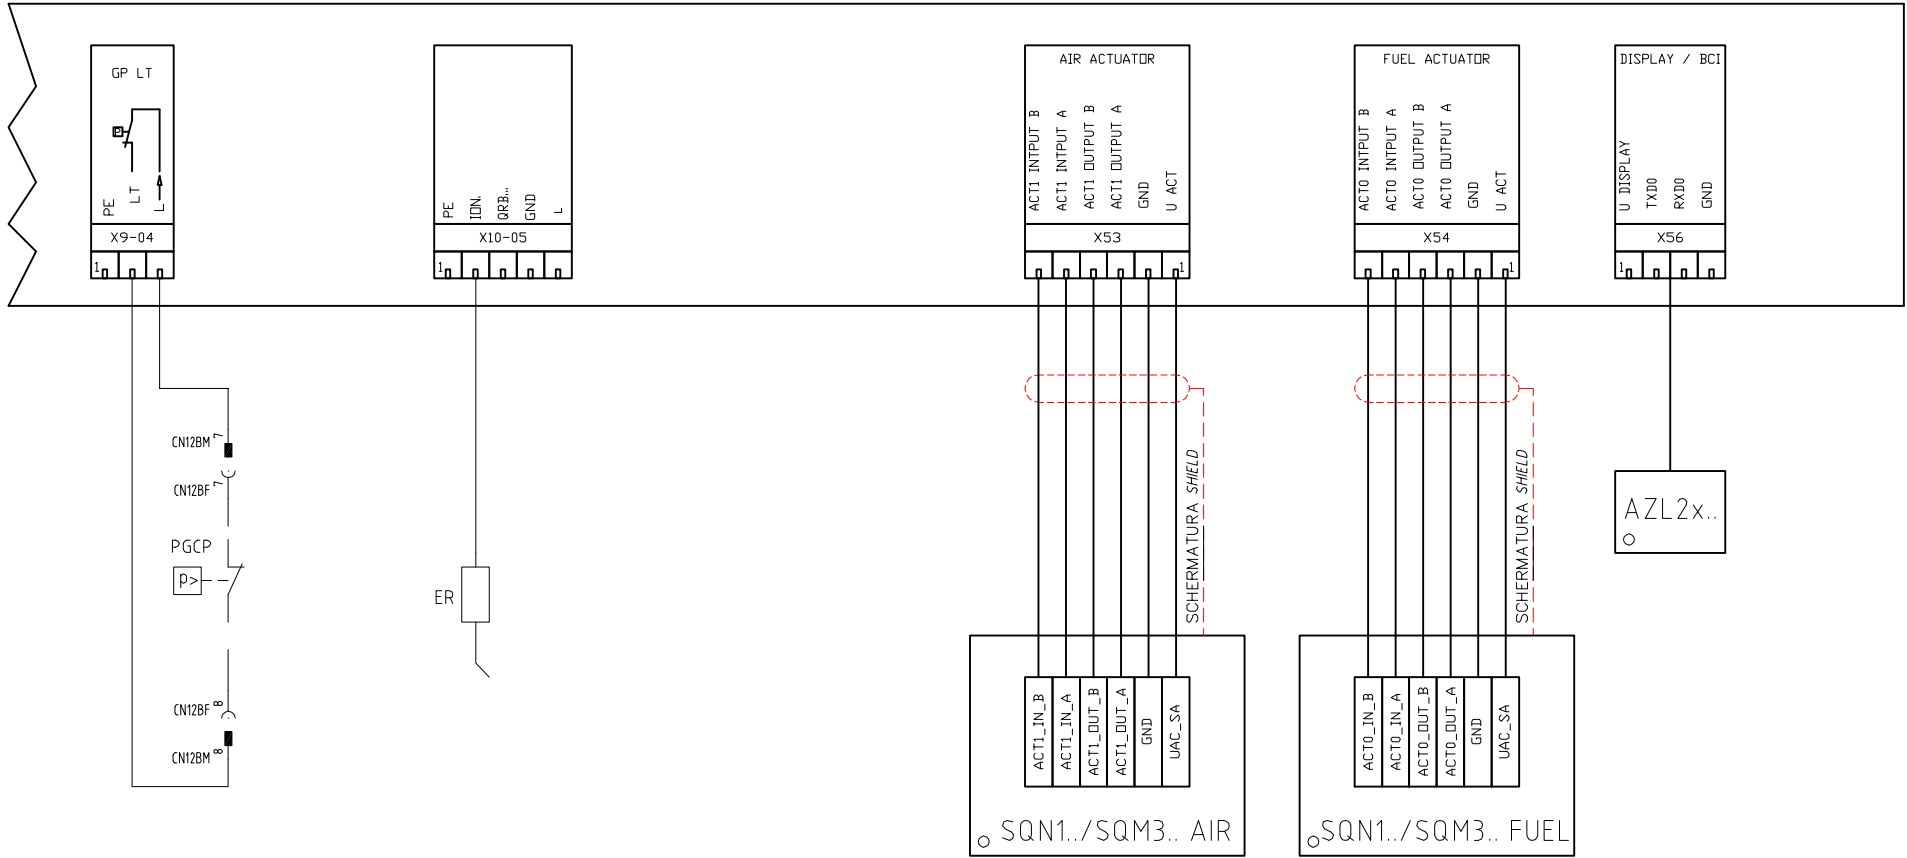 GP LT
P
PE
LT
L
X9-04
1
PE
ION.
QRB...
GND
L
X10-05
1
AIR ACTUATOR
ACT1 INTPUT B
ACT1 INTPUT A
ACT1 OUTPUT B
ACT1 OUTPUT A
GND
U ACT
X53
1
FUEL ACTUATOR
ACT0 INTPUT B
ACT0 INTPUT A
ACT0 OUTPUT B
ACT0 OUTPUT A
GND
U ACT
X54
1
DISPLAY / BCI
U DISPLAY
TXD0
RXD0
GND
X56
1
CN12BM 7
CN12BF 7
PGCP
p>
CN12BF 8
CN12BM 8
ER
SCHERMATURA SHIELD
SCHERMATURA SHIELD
AZL2x..
ACT1_IN_B
ACT1_IN_A
ACT1_OUT_B
ACT1_OUT_A
GND
UAC_SA
SQN1../SQM3.. AIR
ACT0_IN_B
ACT0_IN_A
ACT0_OUT_B
ACT0_OUT_A
GND
UAC_SA
SQN1../SQM3.. FUEL